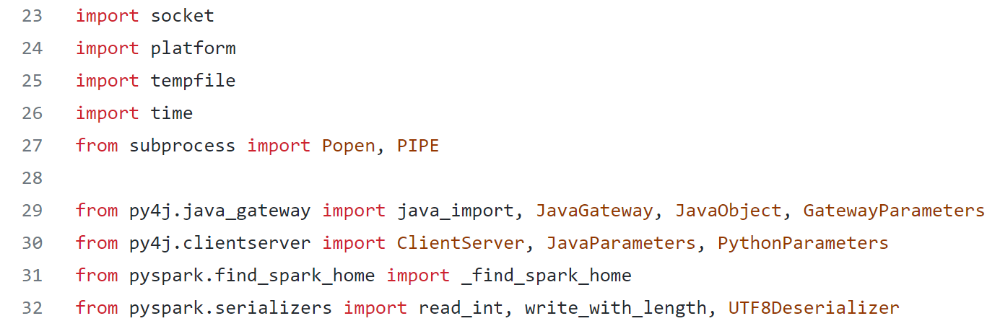 23 import socket
24 import platform
25 import tempfile
26 import time
27 from subprocess import Popen, PIPE
28
29 from py4j.java_gateway import java_import, JavaGateway, JavaObject, GatewayParameters
30 from py4j.clientserver import ClientServer, JavaParameters, PythonParameters
31 from pyspark.find_spark_home import _find_spark_home
32 from pyspark.serializers import read_int, write_with_length, UTF8Deserializer